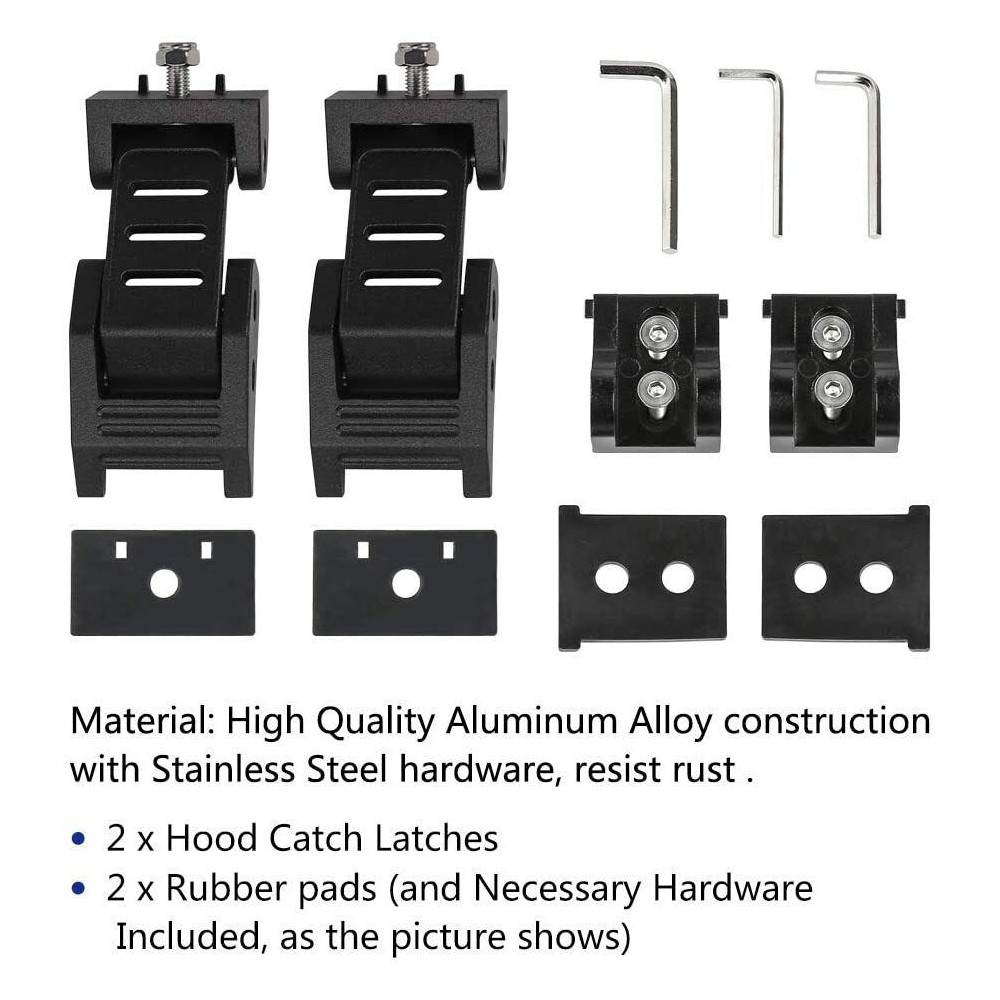 Material: High Quality Aluminum Alloy construction
with Stainless Steel hardware, resist rust .
• 2 x Hood Catch Latches
• 2 x Rubber pads (and Necessary Hardware
Included, as the picture shows)